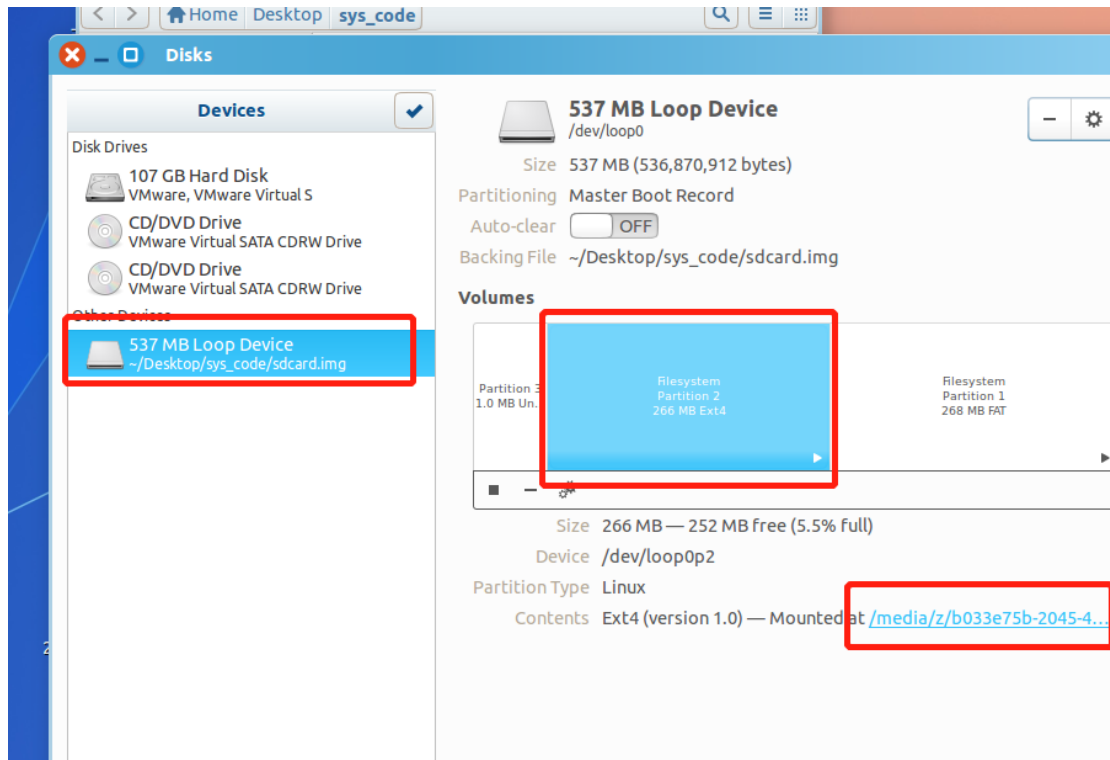 Home Desktop sys_code
Disks
Devices
Disk Drives
107 GB Hard Disk
VMware, VMware Virtual S
CD/DVD Drive
VMware Virtual SATA CDRW Drive
CD/DVD Drive
VMware Virtual SATA CDRW Drive
Other Devices
537 MB Loop Device
~/Desktop/sys_code/sdcard.img
537 MB Loop Device
/dev/loop0
Size 537 MB (536,870,912 bytes)
Partitioning Master Boot Record
Auto-clear OFF
Backing File ~/Desktop/sys_code/sdcard.img
Volumes
Partition 3
1.0 MB Un...
Filesystem
Partition 2
266 MB Ext4
Filesystem
Partition 1
268 MB FAT
Size 266 MB — 252 MB free (5.5% full)
Device /dev/loop0p2
Partition Type Linux
Contents Ext4 (version 1.0) — Mounted at /media/z/b033e75b-2045-4...